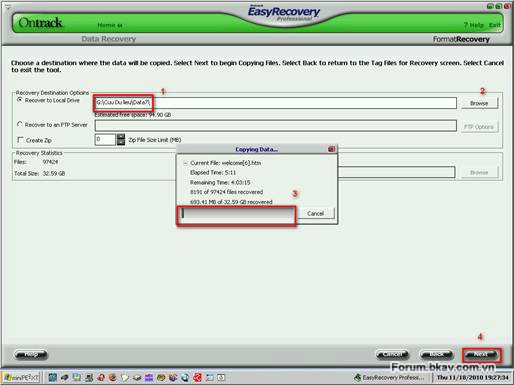 Ontrack
Home
Ontrack
EasyRecovery
Professional
? Help Exit
Data Recovery
FormatRecovery
Choose a destination where the data will be copied. Select Next to begin Copying Files. Select Back to return to the Tag Files for Recovery screen. Select Cancel
to exit the tool.
Recovery Destination Options
1
2
Recover to Local Drive
G:\Cuu Du lieu\Data7\
Browse
Estimated free space: 94.90 GB
Recover to an FTP Server
FTP Options
Create Zip
0
Zip File Size Limit (MB)
Recovery Statistics
Files: 97424
Total Size: 32.59 GB
Browse
Copying Data...
Current File: welcome[6].htm
Elapsed Time: 5:11
Remaining Time: 4:03:15
3
8191 of 97424 files recovered
693.41 MB of 32.59 GB recovered
Cancel
4
Help
Cancel
Back
Next
Forum.bkav.com.vn
miniPE-XT
EasyRecovery Professi...
Thu 11/18/2010 19:27:34